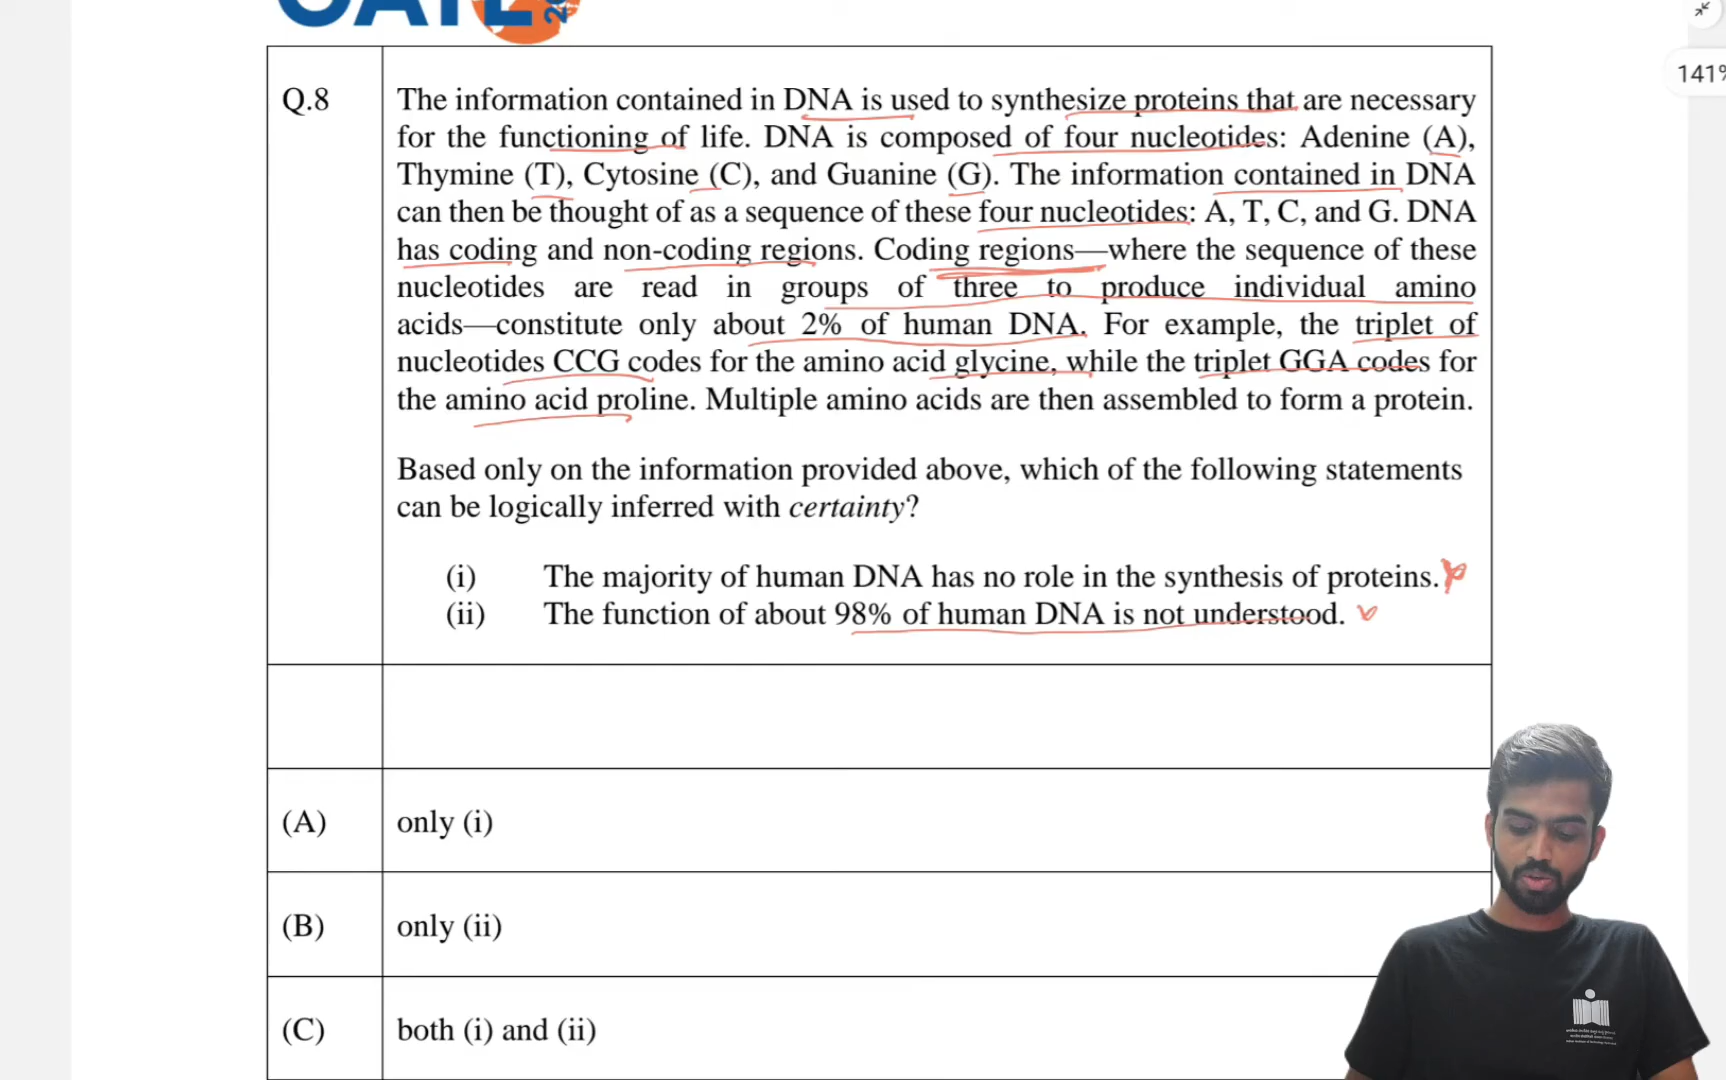 141%
Q.8
The information contained in DNA is used to synthesize proteins that are necessary
for the functioning of life. DNA is composed of four nucleotides: Adenine (A),
Thymine (T), Cytosine (C), and Guanine (G). The information contained in DNA
can then be thought of as a sequence of these four nucleotides: A, T, C, and G. DNA
has coding and non-coding regions. Coding regions—where the sequence of these
nucleotides are read in groups of three to produce individual amino
acids—constitute only about 2% of human DNA. For example, the triplet of
nucleotides CCG codes for the amino acid glycine, while the triplet GGA codes for
the amino acid proline. Multiple amino acids are then assembled to form a protein.
Based only on the information provided above, which of the following statements
can be logically inferred with certainty?
(i) The majority of human DNA has no role in the synthesis of proteins.
(ii) The function of about 98% of human DNA is not understood.
(A) only (i)
(B) only (ii)
(C) both (i) and (ii)